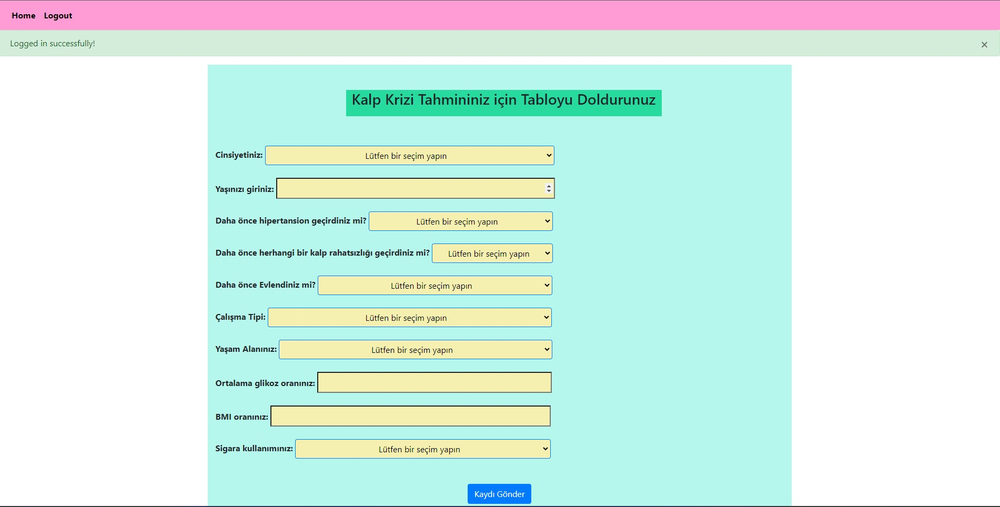 Home Logout
Logged in successfully!
×
Kalp Krizi Tahmininiz için Tabloyu Doldurunuz
Cinsiyetiniz: Lütfen bir seçim yapın
Yaşınızı giriniz:
Daha önce hipertansion geçirdiniz mi? Lütfen bir seçim yapın
Daha önce herhangi bir kalp rahatsızlığı geçirdiniz mi? Lütfen bir seçim yapın
Daha önce Evlendiniz mi? Lütfen bir seçim yapın
Çalışma Tipi: Lütfen bir seçim yapın
Yaşam Alanınız: Lütfen bir seçim yapın
Ortalama glikoz oranınız:
BMI oranınız:
Sigara kullanımınız: Lütfen bir seçim yapın
Kaydı Gönder